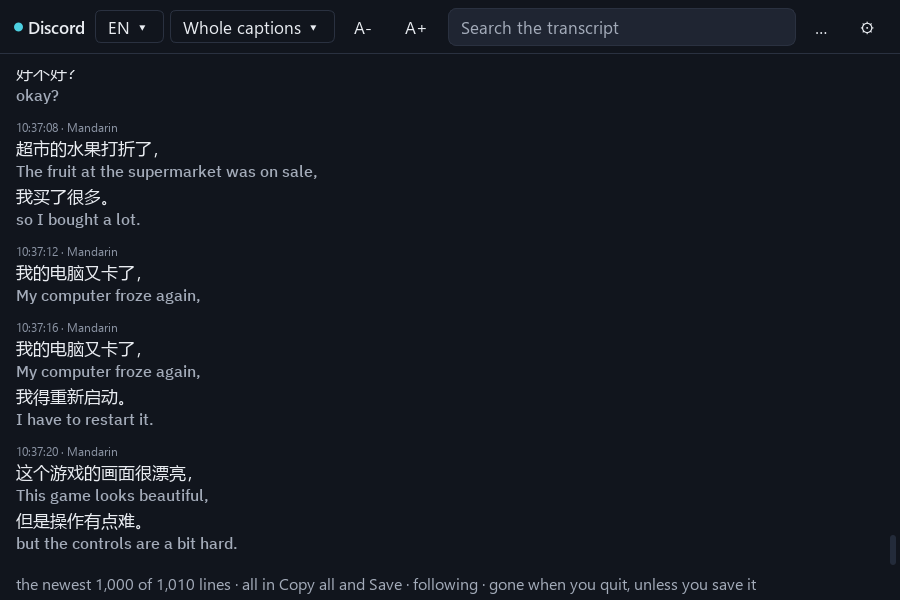 Discord EN ▼ Whole captions ▼ A- A+ Search the transcript ... ⚙
好不好?
okay?
10:37:08 · Mandarin
超市的水果打折了,
The fruit at the supermarket was on sale,
我买了很多。
so I bought a lot.
10:37:12 · Mandarin
我的电脑又卡了,
My computer froze again,
10:37:16 · Mandarin
我的电脑又卡了,
My computer froze again,
我得重新启动。
I have to restart it.
10:37:20 · Mandarin
这个游戏的画面很漂亮,
This game looks beautiful,
但是操作有点难。
but the controls are a bit hard.
the newest 1,000 of 1,010 lines · all in Copy all and Save · following · gone when you quit, unless you save it